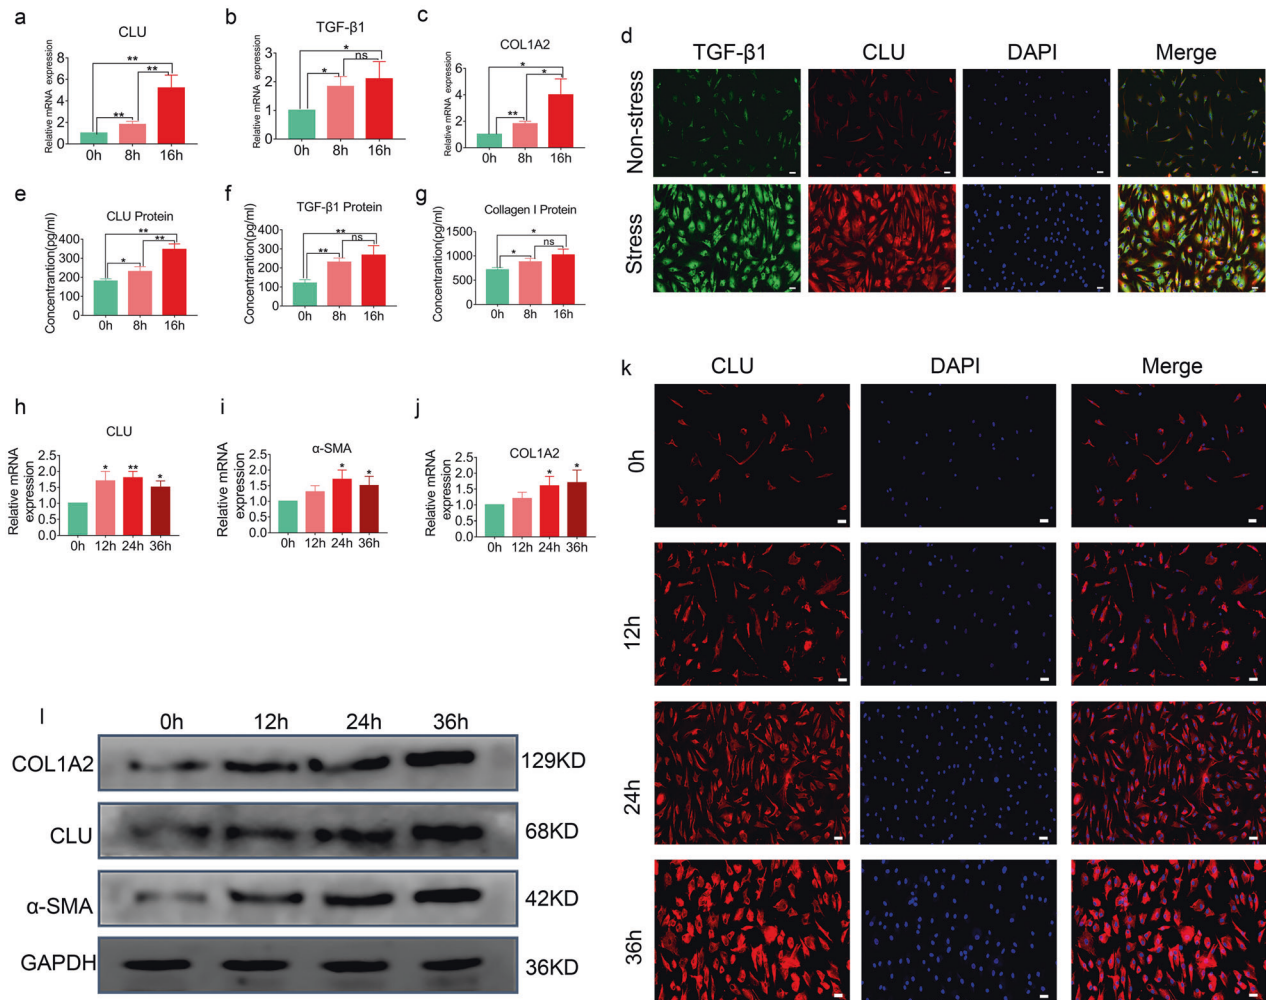 a
CLU
Relative mRNA expression
8
6
4
2
0
**
**
**
0h 8h 16h
b
TGF-β1
Relative mRNA expression
4
3
2
1
0
*
*
ns
0h 8h 16h
c
COL1A2
Relative mRNA expression
6
4
2
0
*
*
**
0h 8h 16h
d
TGF-β1 CLU DAPI Merge
Non-stress
Stress
e
CLU Protein
Concentrantion(pg/ml)
400
300
200
100
0
**
**
*
0h 8h 16h
f
TGF-β1 Protein
Concentrantion(pg/ml)
400
300
200
100
0
**
ns
**
0h 8h 16h
g
Collagen I Protein
Concentrantion(pg/ml)
1500
1000
500
0
*
ns
*
0h 8h 16h
h
CLU
Relative mRNA
expression
2.5
2.0
1.5
1.0
0.5
0.0
* ** *
0h 12h 24h 36h
i
α-SMA
Relative mRNA
expression
2.5
2.0
1.5
1.0
0.5
0.0
* *
0h 12h 24h 36h
j
COL1A2
Relative mRNA
expression
2.5
2.0
1.5
1.0
0.5
0.0
* *
0h 12h 24h 36h
k
CLU DAPI Merge
0h
12h
24h
36h
l
0h 12h 24h 36h
COL1A2 129KD
CLU 68KD
α-SMA 42KD
GAPDH 36KD